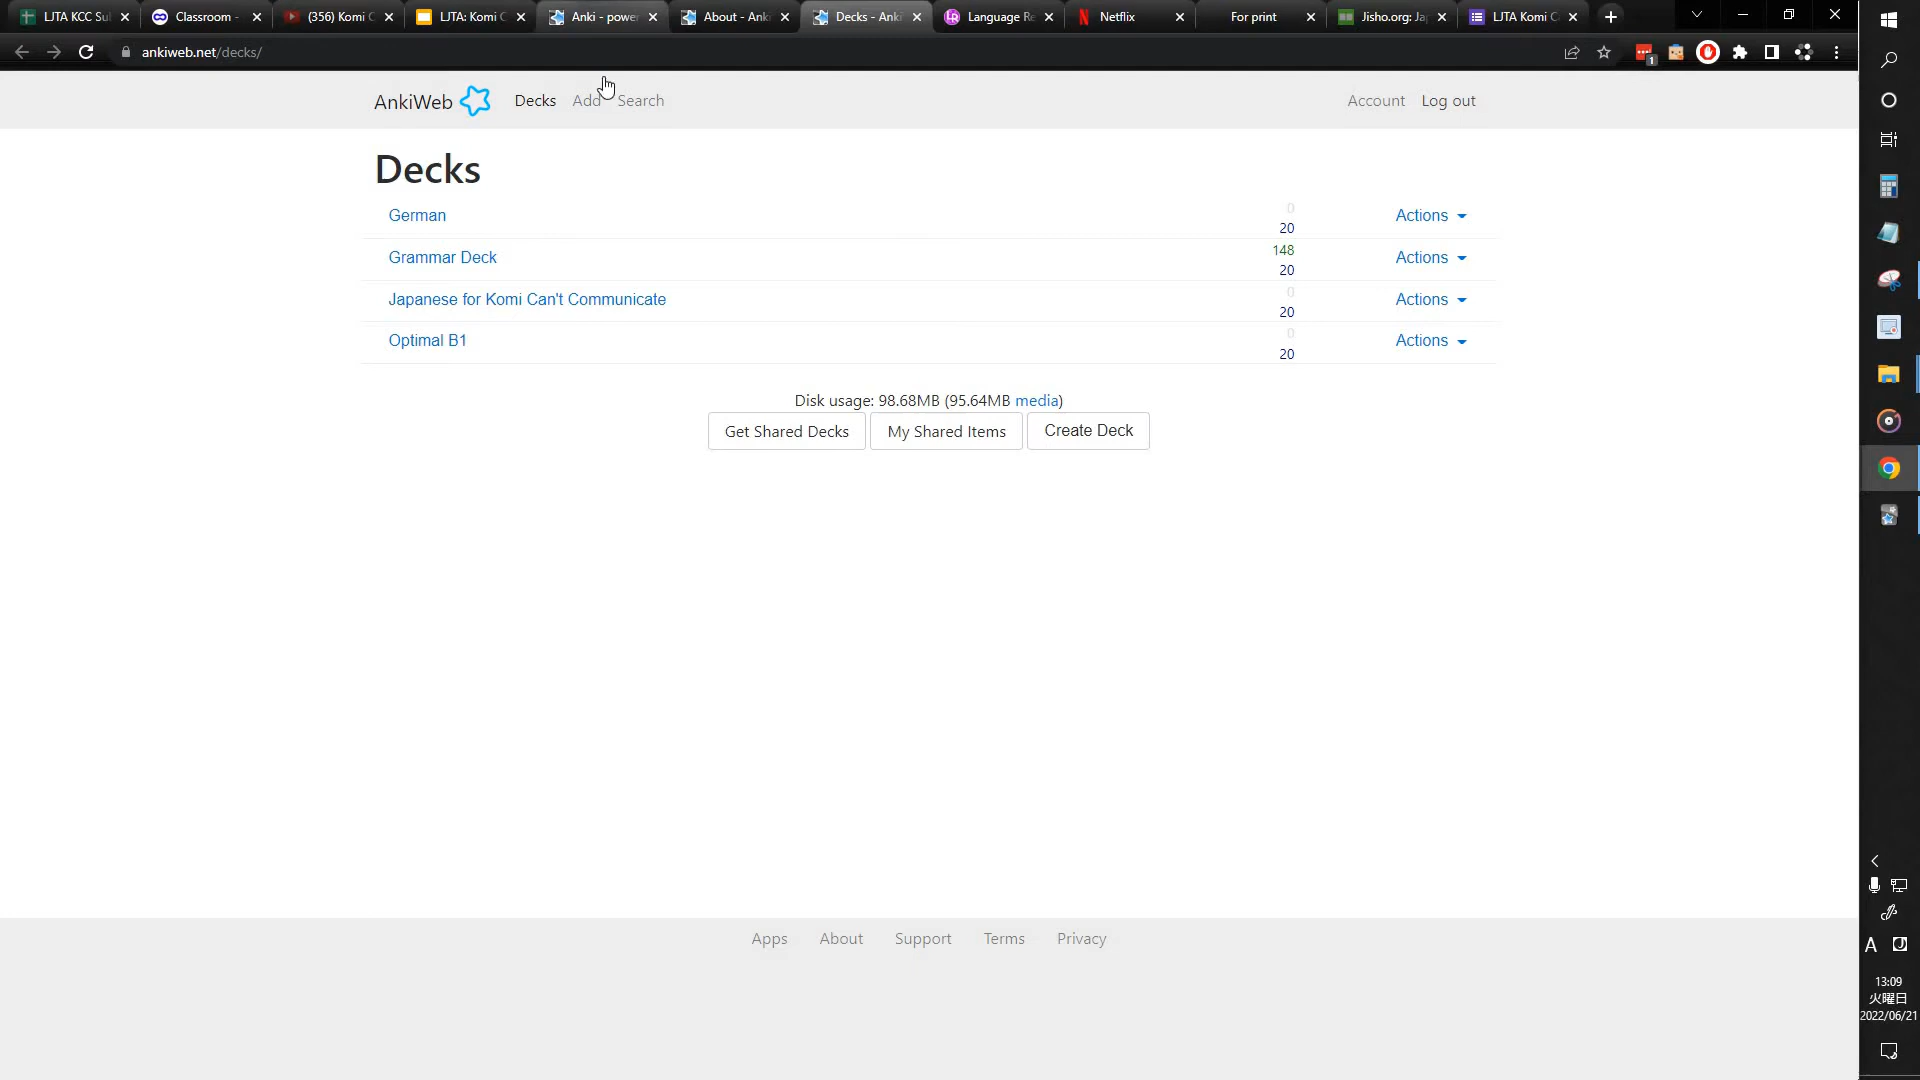 LJTA KCC Su
Classroom -
(356) Komi C
LJTA: Komi C
Anki - power
About - Anki
Decks - Anki
Language Re
Netflix
For print
Jisho.org: Ja
LJTA Komi C
ankiweb.net/decks/
1
AnkiWeb
Decks
Add
Search
Account
Log out
Decks
German
0
20
Actions
Grammar Deck
148
20
Actions
Japanese for Komi Can't Communicate
0
20
Actions
Optimal B1
0
20
Actions
Disk usage: 98.68MB (95.64MB media)
Get Shared Decks
My Shared Items
Create Deck
Apps
About
Support
Terms
Privacy
A
J
13:09
火曜日
2022/06/21